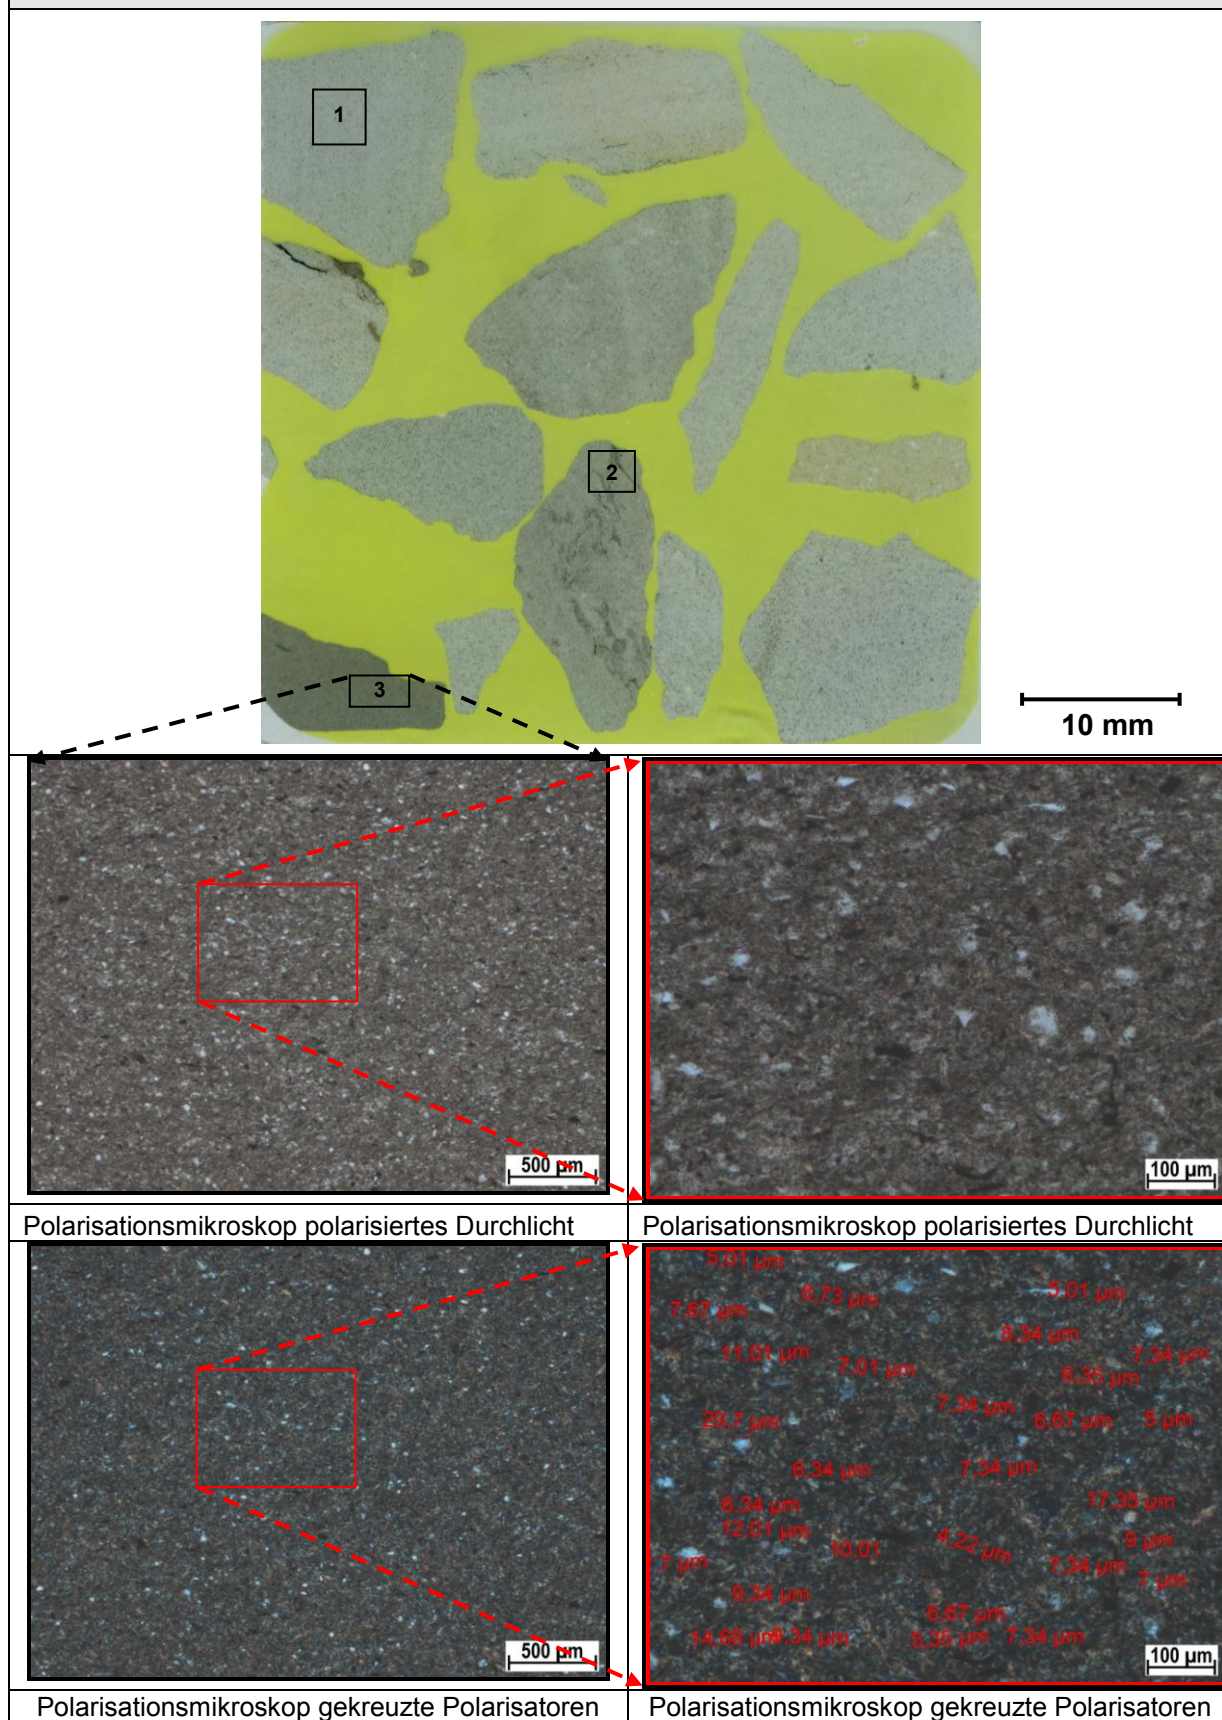 1
2
3
10 mm
500 µm
100 µm
Polarisationsmikroskop polarisiertes Durchlicht
Polarisationsmikroskop polarisiertes Durchlicht
5,01 µm
8,73 µm
5,01 µm
7,67 µm
8,34 µm
11,01 µm
7,34 µm
7,01 µm
6,35 µm
7,34 µm
29,7 µm
6,67 µm
5 µm
6,34 µm
7,34 µm
17,35 µm
6,34 µm
12,01 µm
9 µm
10,01
4,22 µm
7 µm
7,34 µm
7 µm
9,34 µm
6,67 µm
14,68 µm
9,34 µm
5,35 µm
7,34 µm
500 µm
100 µm
Polarisationsmikroskop gekreuzte Polarisatoren
Polarisationsmikroskop gekreuzte Polarisatoren